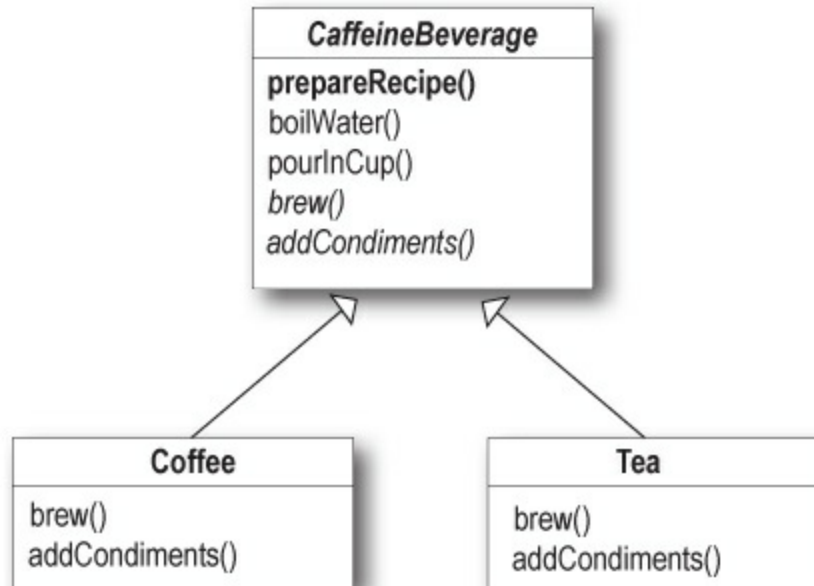 CaffeineBeverage
prepareRecipe()
boilWater()
pourInCup()
brew()
addCondiments()
Coffee
brew()
addCondiments()
Tea
brew()
addCondiments()